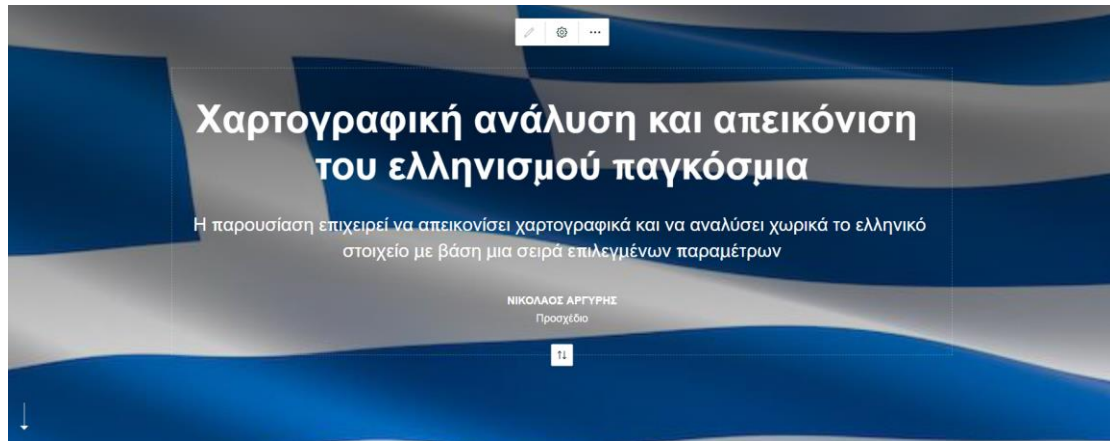 Χαρτογραφική ανάλυση και απεικόνιση
του ελληνισμού παγκόσμια
Η παρουσίαση επιχειρεί να απεικονίσει χαρτογραφικά και να αναλύσει χωρικά το ελληνικό
στοιχείο με βάση μια σειρά επιλεγμένων παραμέτρων
ΝΙΚΟΛΑΟΣ ΑΡΓΥΡΗΣ
Προσχέδιο